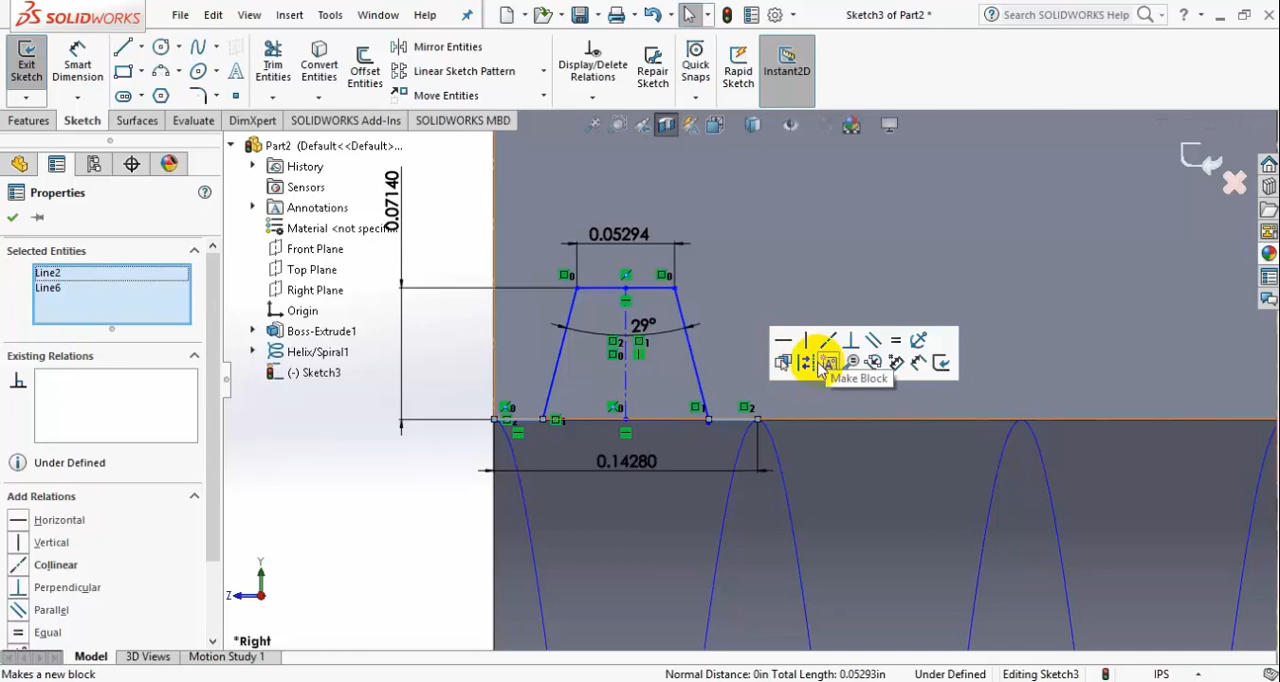 SOLIDWORKS
File Edit View Insert Tools Window Help
Sketch3 of Part2 *
Search SOLIDWORKS Help
Exit Sketch
Smart Dimension
Trim Entities
Convert Entities
Offset Entities
Mirror Entities
Linear Sketch Pattern
Move Entities
Display/Delete Relations
Repair Sketch
Quick Snaps
Rapid Sketch
Instant2D
Features Sketch Surfaces Evaluate DimXpert SOLIDWORKS Add-Ins SOLIDWORKS MBD
Properties
Selected Entities
Line2
Line6
Existing Relations
Under Defined
Add Relations
Horizontal
Vertical
Collinear
Perpendicular
Parallel
Equal
Part2 (Default<<Default>...
History
Sensors
Annotations
Material <not speci
Front Plane
Top Plane
Right Plane
Origin
Boss-Extrude1
Helix/Spiral1
(-) Sketch3
0.07140
0.05294
29°
0.14280
Make Block
Y
Z
*Right
Model 3D Views Motion Study 1
Makes a new block
Normal Distance: 0in Total Length: 0.05293in Under Defined Editing Sketch3 IPS